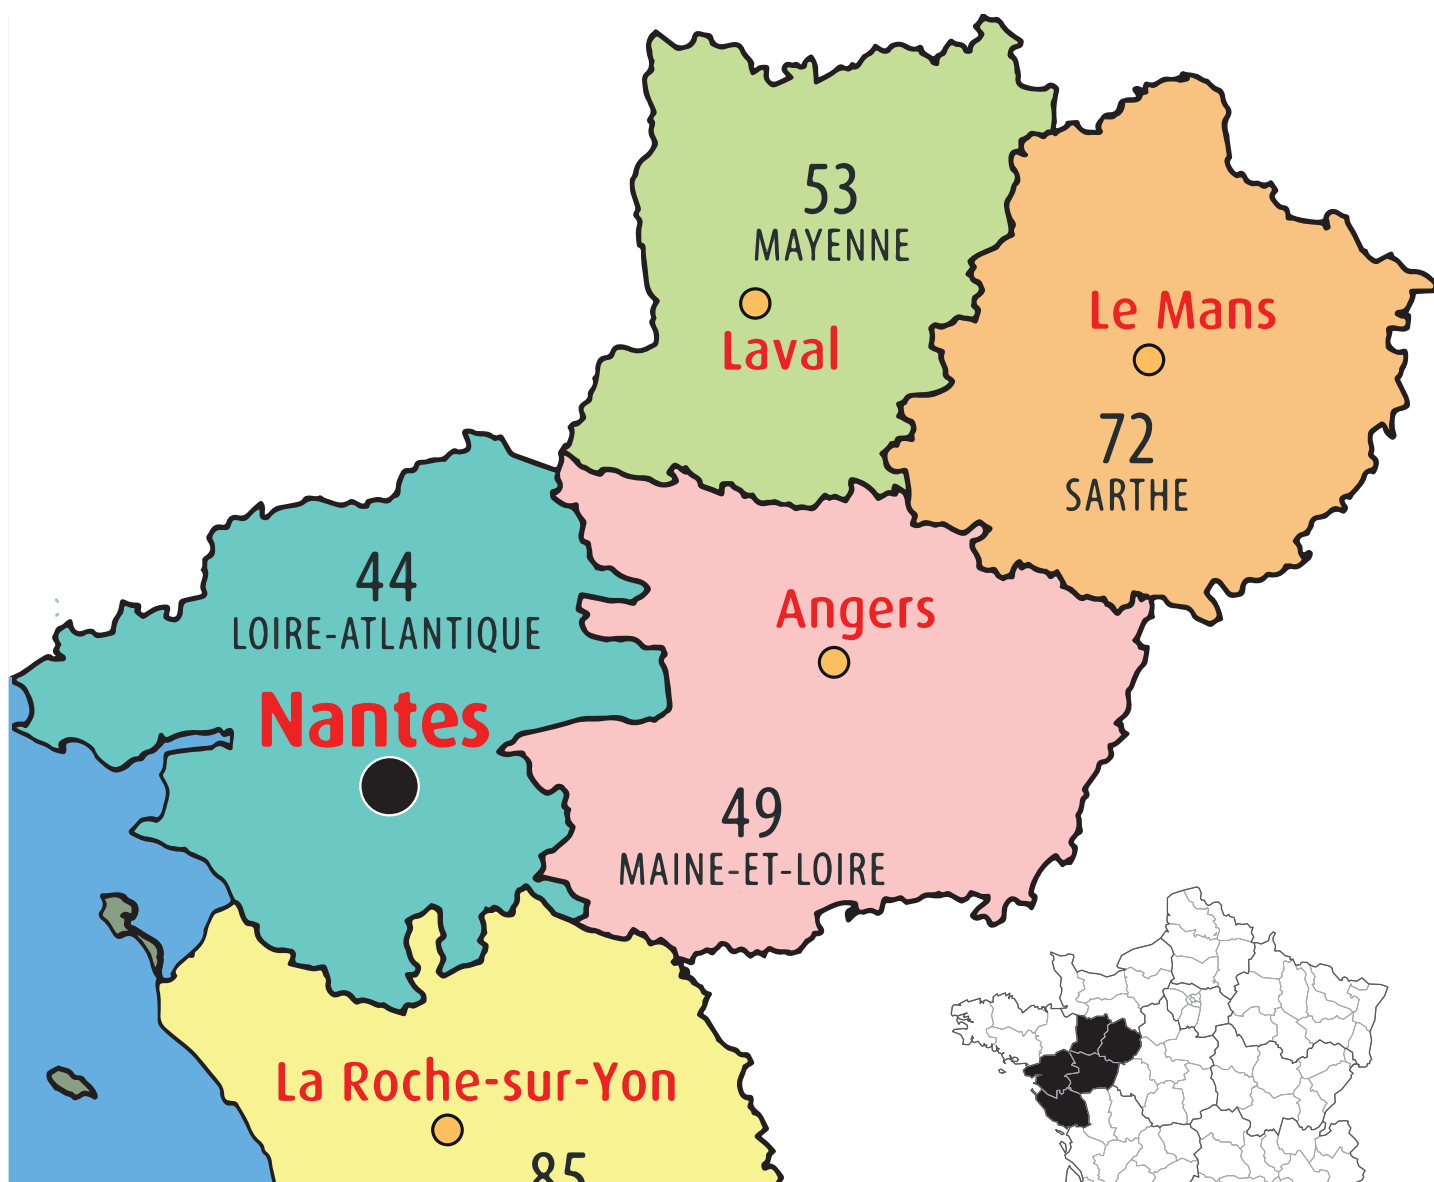 53
MAYENNE
Laval
Le Mans
72
SARTHE
44
LOIRE-ATLANTIQUE
Nantes
Angers
49
MAINE-ET-LOIRE
La Roche-sur-Yon
85